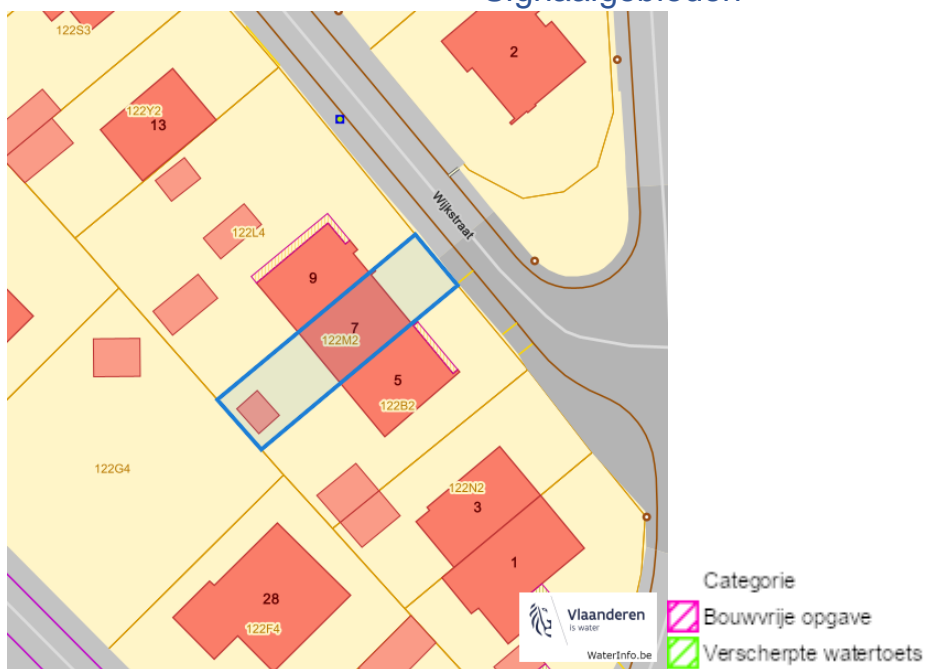 Signaalgebieden
122S3
2
122Y2
13
Wijkstraat
122L4
9
7
122M2
5
122B2
122G4
122N2
3
1
28
122F4
Vlaanderen
is water
WaterInfo.be
Categorie
Bouwvrije opgave
Verscherpte watertoets